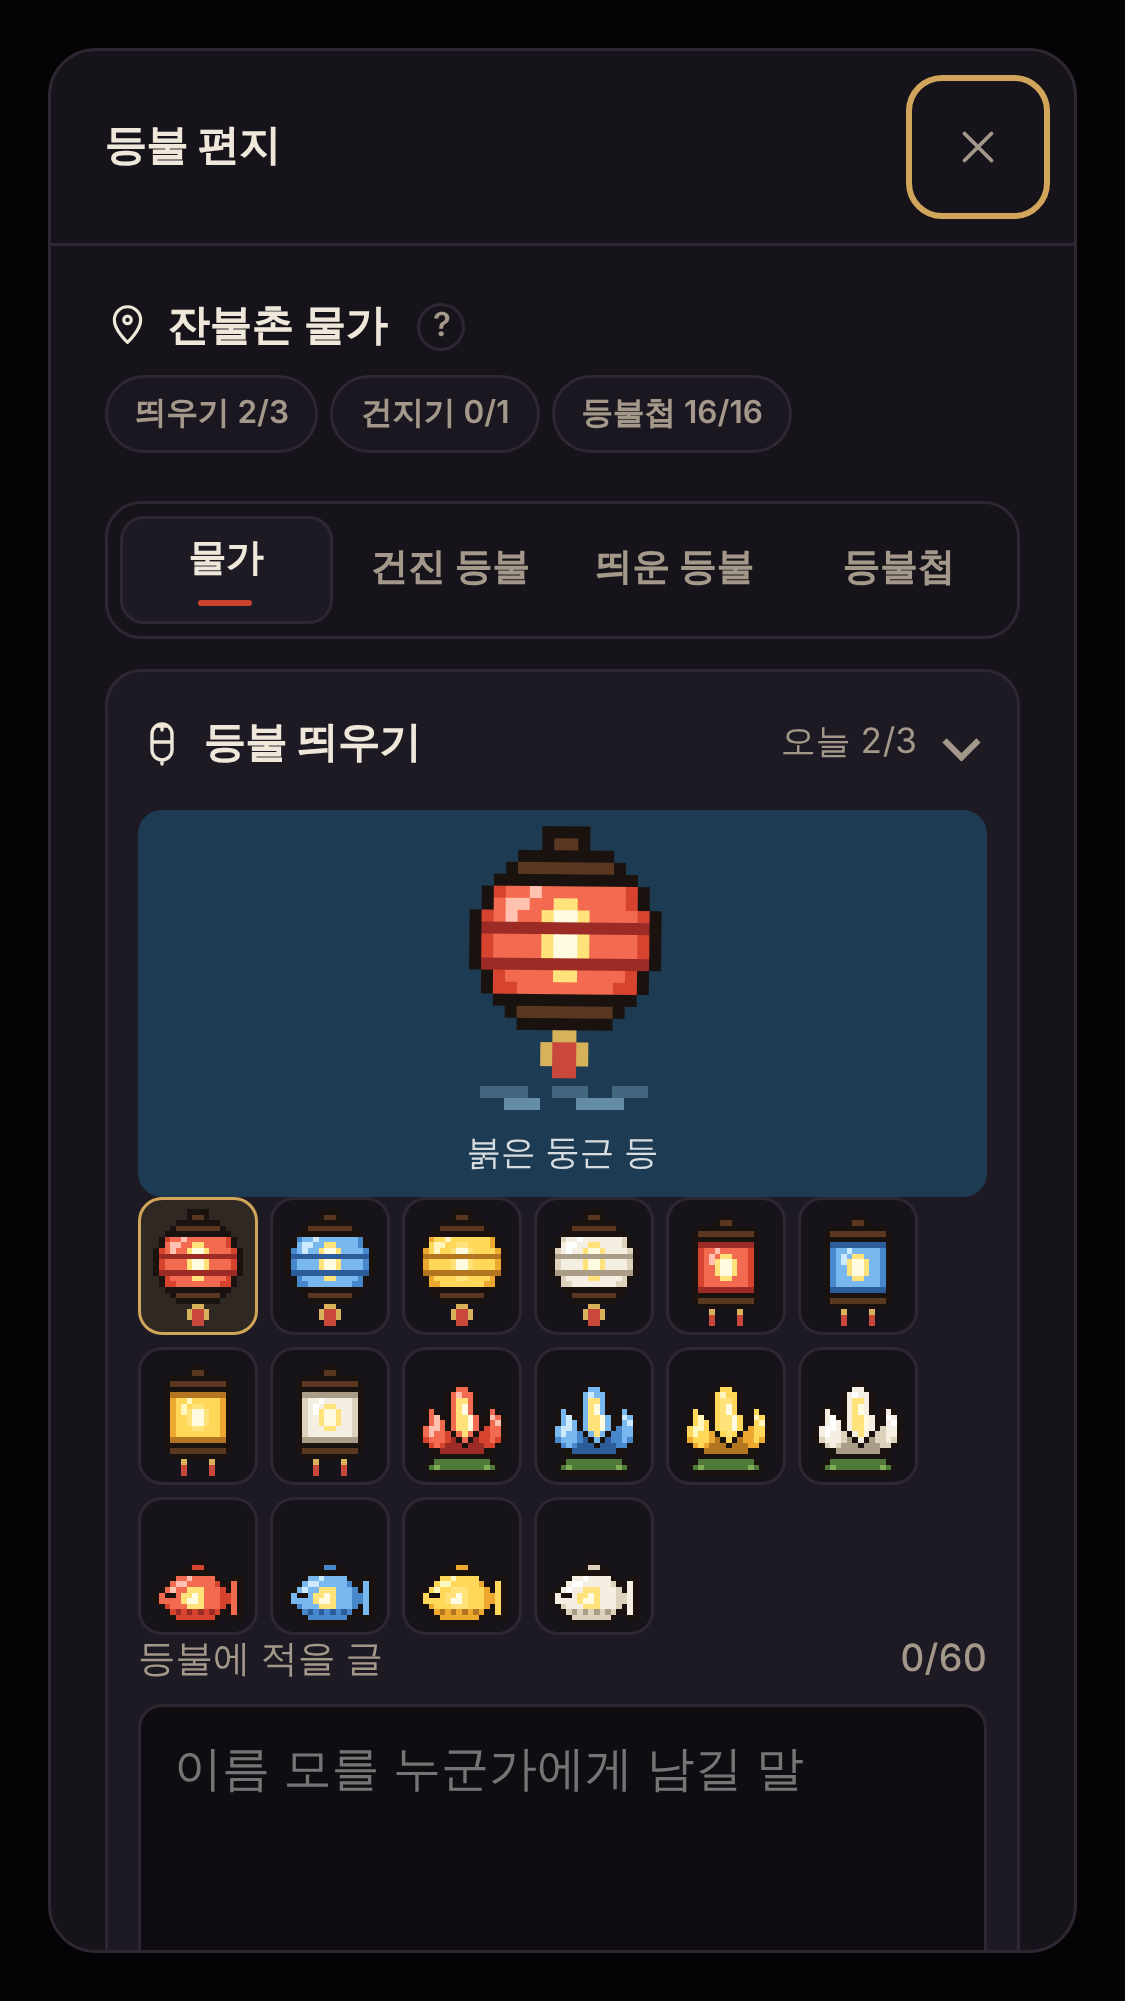 등불 편지
잔불촌 물가 ?
띄우기 2/3 건지기 0/1 등불첩 16/16
물가 건진 등불 띄운 등불 등불첩
등불 띄우기 오늘 2/3
붉은 둥근 등
등불에 적을 글 0/60
이름 모를 누군가에게 남길 말